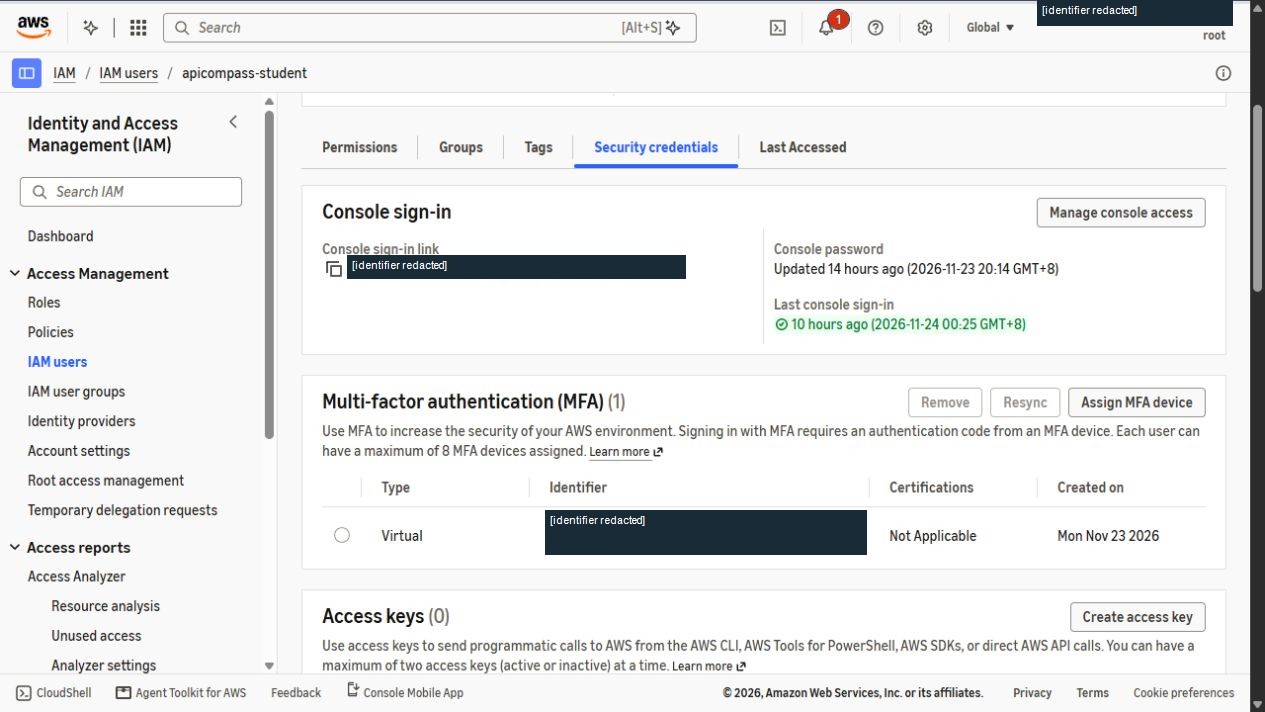 aws
Search
[Alt+S]
1
Global
[identifier redacted]
root
IAM / IAM users / apicompass-student
Identity and Access
Management (IAM)
Search IAM
Dashboard
Access Management
Roles
Policies
IAM users
IAM user groups
Identity providers
Account settings
Root access management
Temporary delegation requests
Access reports
Access Analyzer
Resource analysis
Unused access
Analyzer settings
Permissions
Groups
Tags
Security credentials
Last Accessed
Console sign-in
Manage console access
Console sign-in link
[identifier redacted]
Console password
Updated 14 hours ago (2026-11-23 20:14 GMT+8)
Last console sign-in
10 hours ago (2026-11-24 00:25 GMT+8)
Multi-factor authentication (MFA) (1)
Remove
Resync
Assign MFA device
Use MFA to increase the security of your AWS environment. Signing in with MFA requires an authentication code from an MFA device. Each user can
have a maximum of 8 MFA devices assigned. Learn more
Type
Identifier
Certifications
Created on
Virtual
[identifier redacted]
Not Applicable
Mon Nov 23 2026
Access keys (0)
Create access key
Use access keys to send programmatic calls to AWS from the AWS CLI, AWS Tools for PowerShell, AWS SDKs, or direct AWS API calls. You can have a
maximum of two access keys (active or inactive) at a time. Learn more
CloudShell
Agent Toolkit for AWS
Feedback
Console Mobile App
© 2026, Amazon Web Services, Inc. or its affiliates.
Privacy
Terms
Cookie preferences